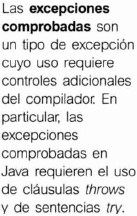 Las excepciones
comprobadas son
un tipo de excepción
cuyo uso requiere
controles adicionales
del compilador. En
particular, las
excepciones
comprobadas en
Java requieren el uso
de cláusulas throws
y de sentencias try.